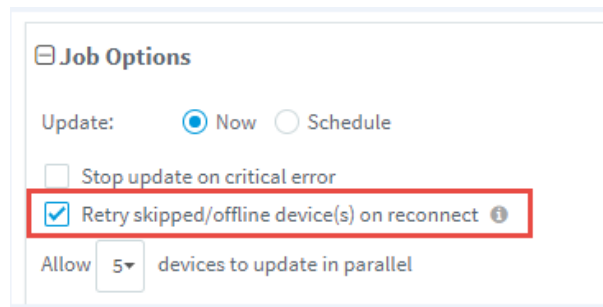 Job Options
Update: Now Schedule
Stop update on critical error
Retry skipped/offline device(s) on reconnect
Allow 5 devices to update in parallel